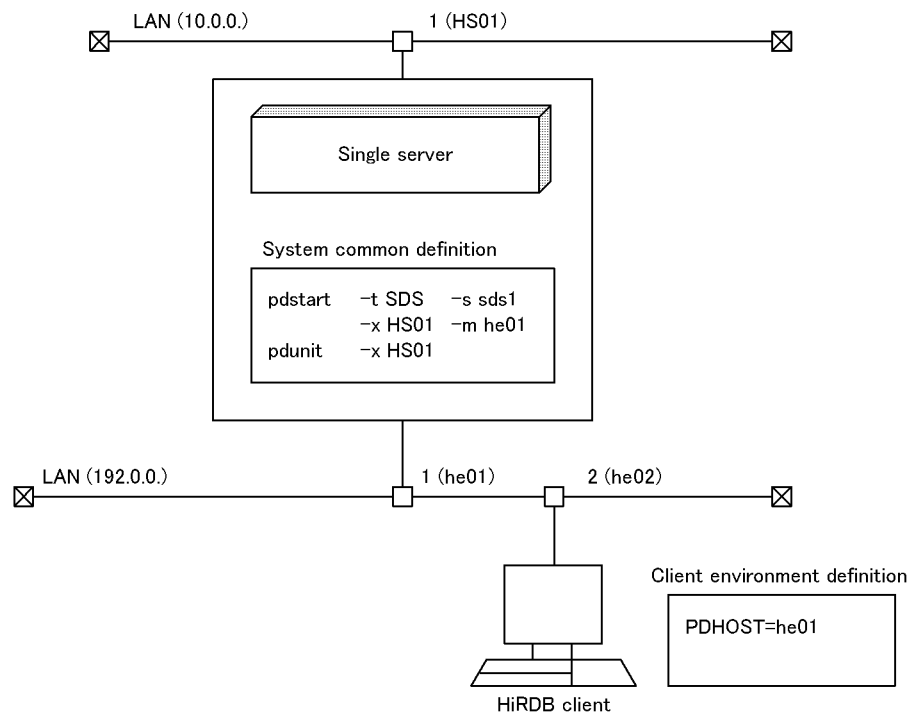 LAN (10.0.0.)
1 (HS01)
Single server
System common definition
pdstart -t SDS -s sds1
-x HS01 -m he01
pdunit -x HS01
LAN (192.0.0.)
1 (he01)
2 (he02)
Client environment definition
PDHOST=he01
HiRDB client